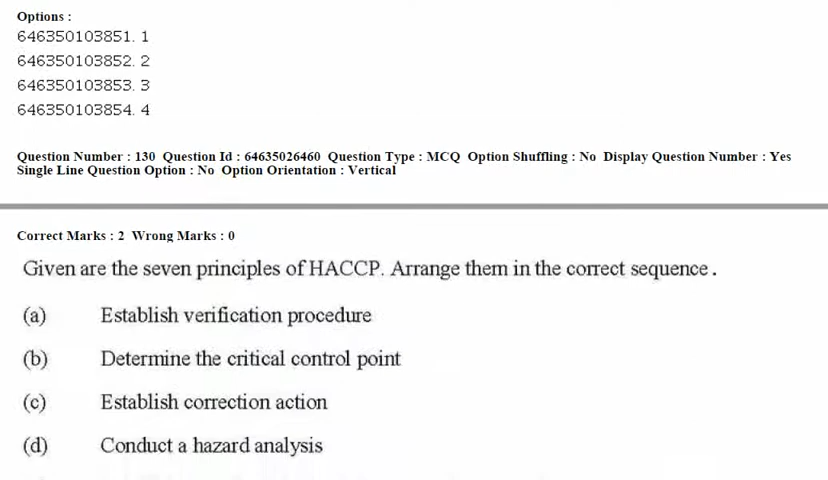 Options :
646350103851. 1
646350103852. 2
646350103853. 3
646350103854. 4
Question Number : 130 Question Id : 64635026460 Question Type : MCQ Option Shuffling : No Display Question Number : Yes
Single Line Question Option : No Option Orientation : Vertical
Correct Marks : 2 Wrong Marks : 0
Given are the seven principles of HACCP. Arrange them in the correct sequence .
(a) Establish verification procedure
(b) Determine the critical control point
(c) Establish correction action
(d) Conduct a hazard analysis